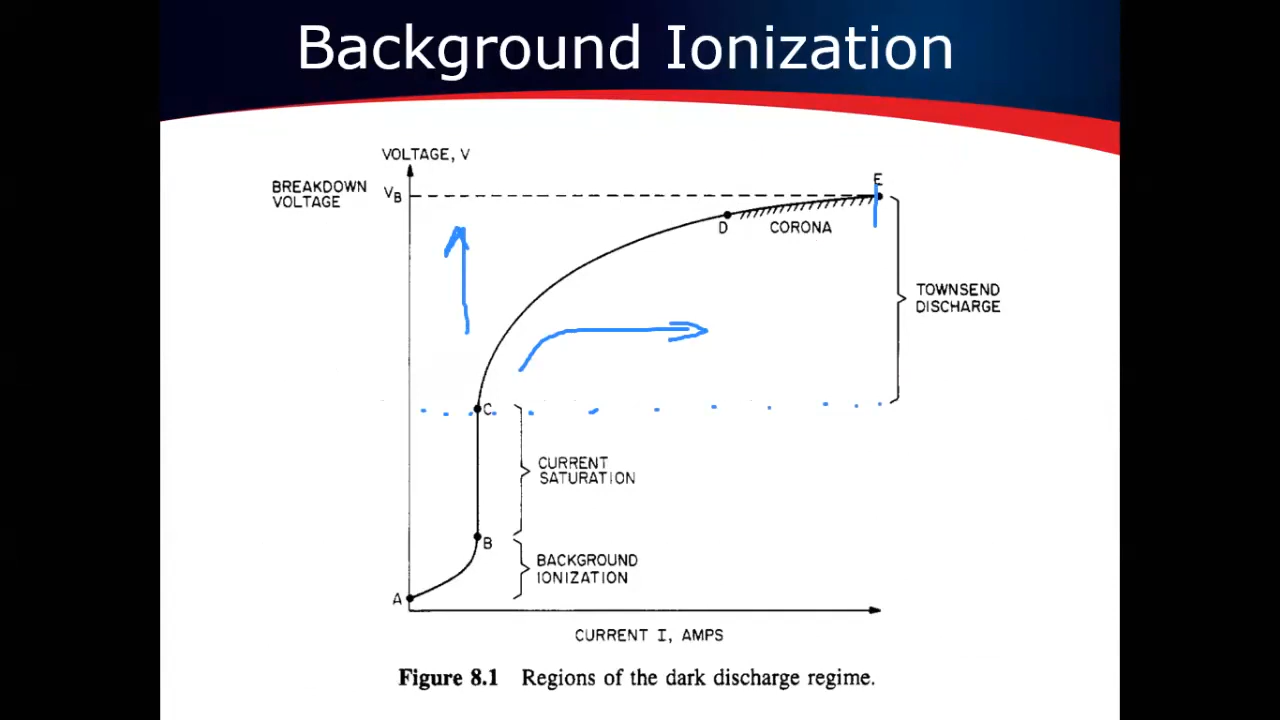 Background Ionization
VOLTAGE, V
BREAKDOWN
VOLTAGE
VB
E
D
CORONA
TOWNSEND
DISCHARGE
C
CURRENT
SATURATION
B
BACKGROUND
IONIZATION
A
CURRENT I, AMPS
Figure 8.1 Regions of the dark discharge regime.